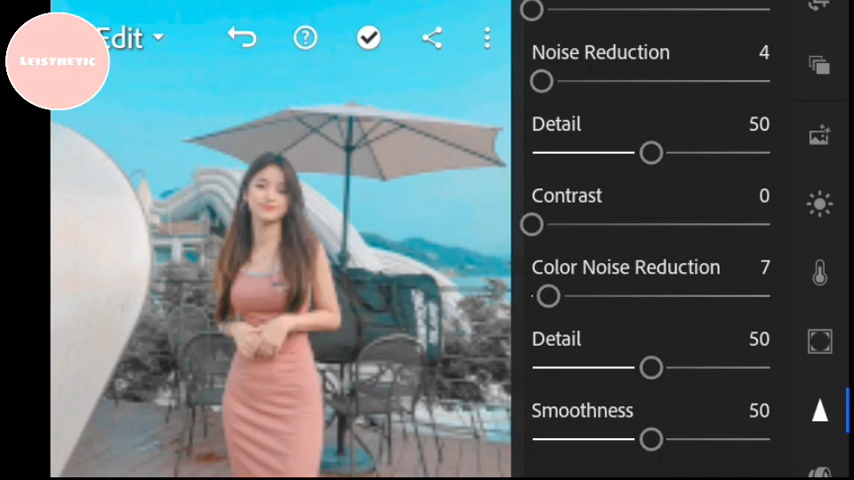 Edit
LEISTHETIC
Noise Reduction 4
Detail 50
Contrast 0
Color Noise Reduction 7
Detail 50
Smoothness 50